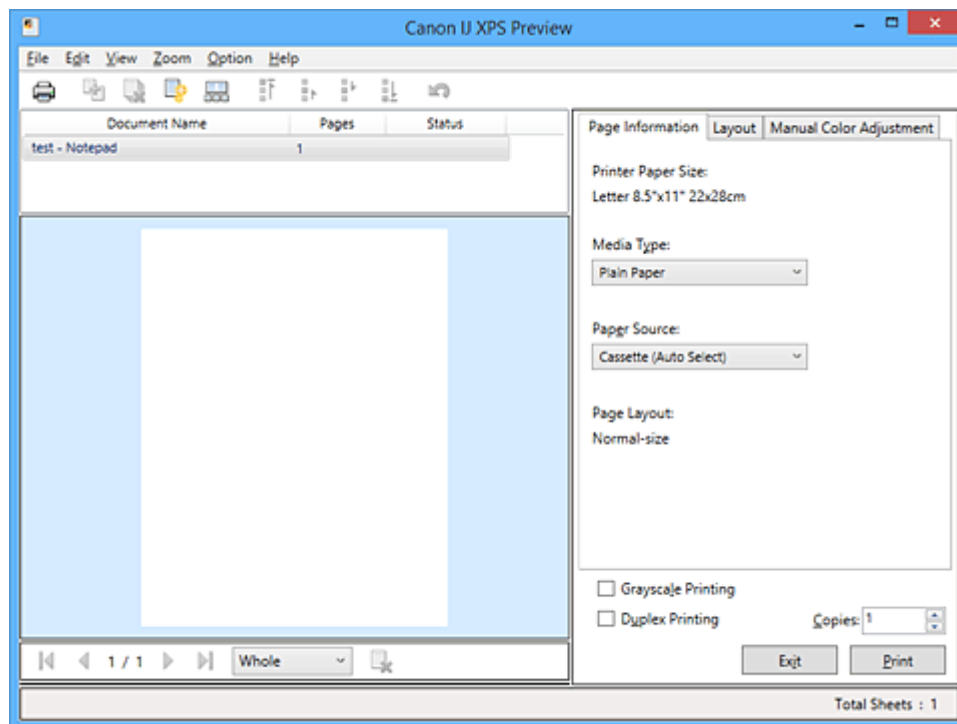 Canon IJ XPS Preview
File Edit View Zoom Option Help
Document Name Pages Status
test - Notepad 1
Page Information Layout Manual Color Adjustment
Printer Paper Size:
Letter 8.5"x11" 22x28cm
Media Type:
Plain Paper
Paper Source:
Cassette (Auto Select)
Page Layout:
Normal-size
Grayscale Printing
Duplex Printing
Copies: 1
1 / 1 Whole
Exit Print
Total Sheets : 1